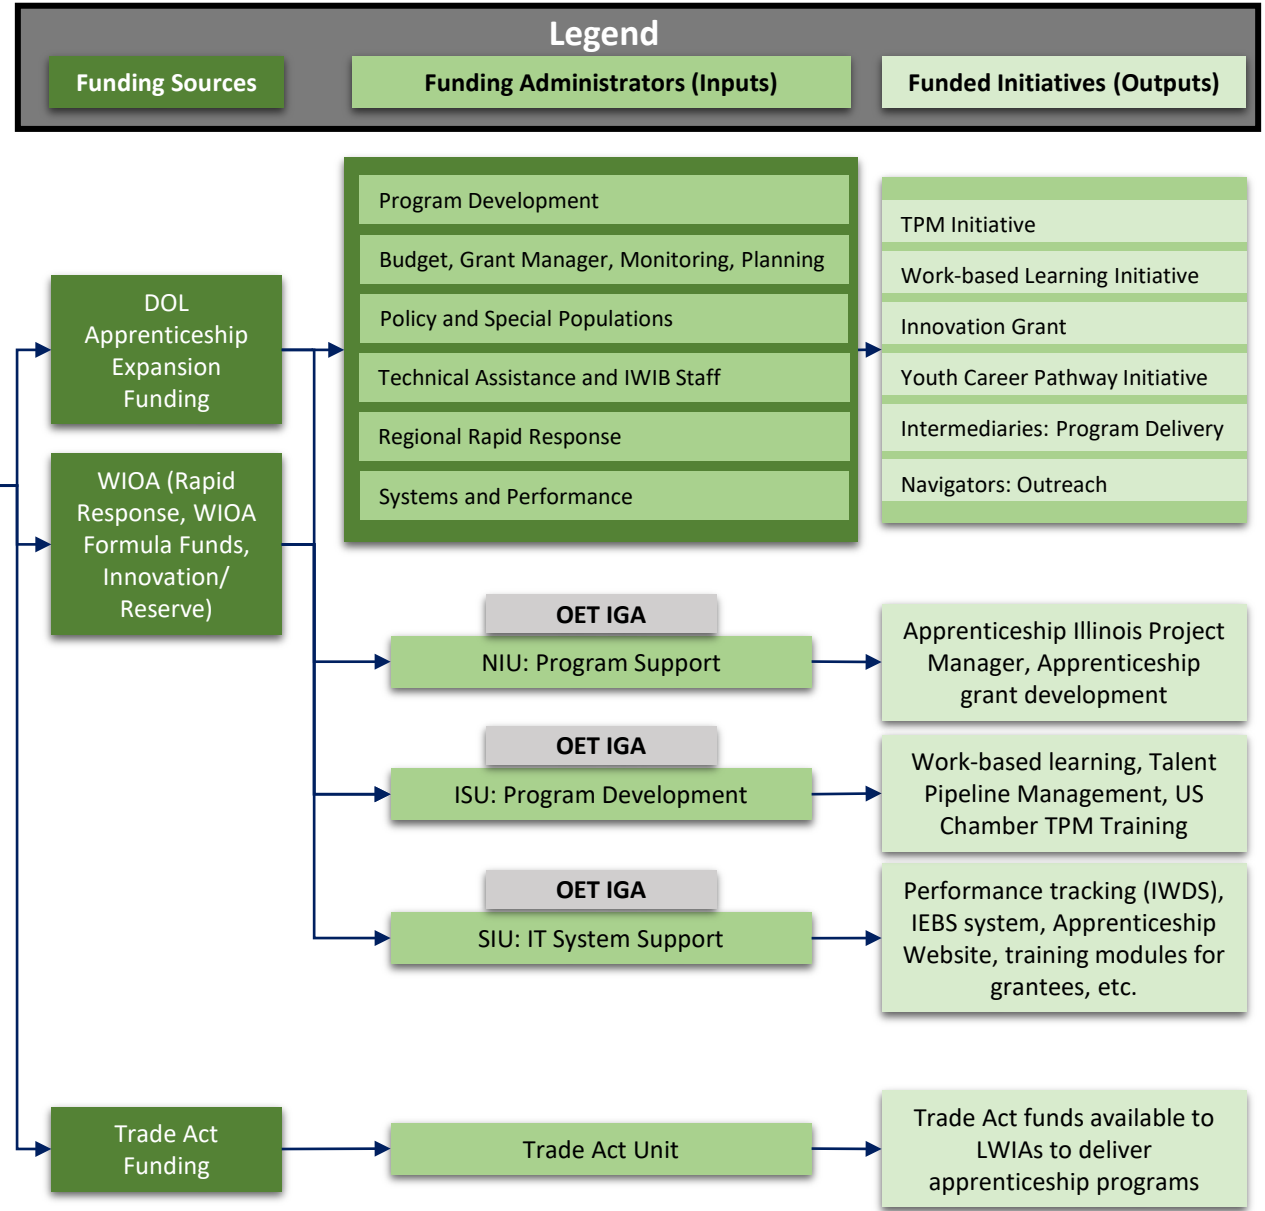 Legend
Funding Sources
Funding Administrators (Inputs)
Funded Initiatives (Outputs)
DOL
Apprenticeship
Expansion
Funding
WIOA (Rapid
Response, WIOA
Formula Funds,
Innovation/
Reserve)
Program Development
Budget, Grant Manager, Monitoring, Planning
Policy and Special Populations
Technical Assistance and IWIB Staff
Regional Rapid Response
Systems and Performance
TPM Initiative
Work-based Learning Initiative
Innovation Grant
Youth Career Pathway Initiative
Intermediaries: Program Delivery
Navigators: Outreach
OET IGA
NIU: Program Support
Apprenticeship Illinois Project
Manager, Apprenticeship
grant development
OET IGA
ISU: Program Development
Work-based learning, Talent
Pipeline Management, US
Chamber TPM Training
OET IGA
SIU: IT System Support
Performance tracking (IWDS),
IEBS system, Apprenticeship
Website, training modules for
grantees, etc.
Trade Act
Funding
Trade Act Unit
Trade Act funds available to
LWIAs to deliver
apprenticeship programs